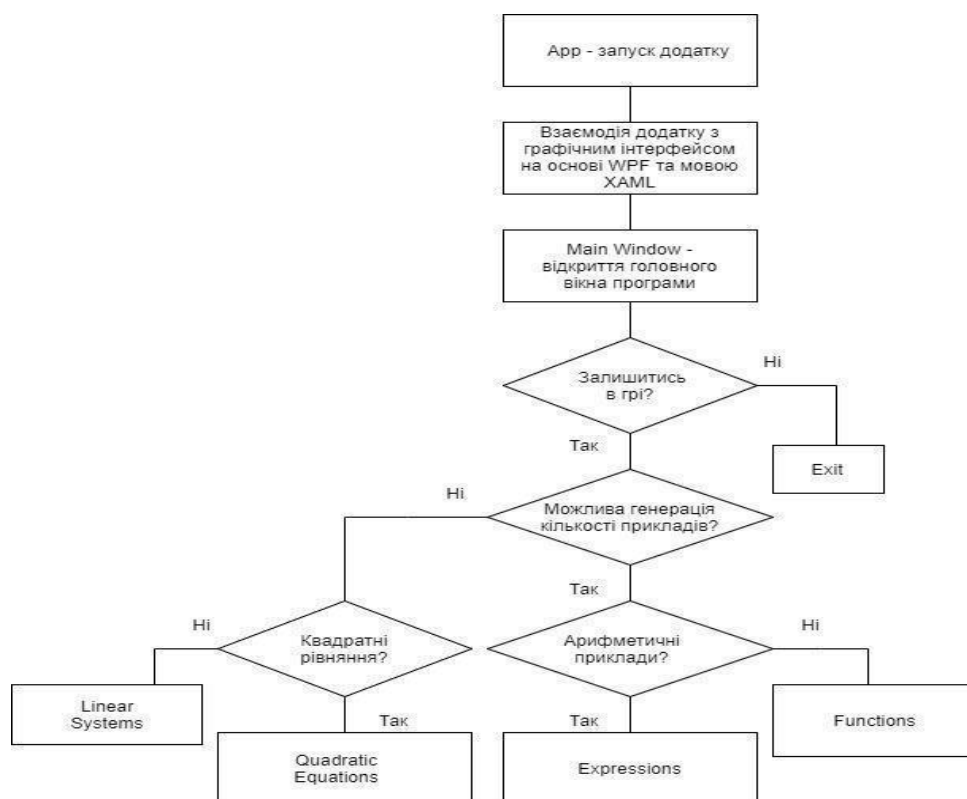 App - запуск додатку
Взаємодія додатку з
графічним інтерфейсом
на основі WPF та мовою
XAML
Main Window -
відкриття головного
вікна програми
Залишитись
в грі?
Ні
Так
Exit
Ні
Можлива генерація
кількості прикладів?
Так
Ні
Квадратні
рівняння?
Арифметичні
приклади?
Ні
Linear
Systems
Так
Так
Functions
Quadratic
Equations
Expressions